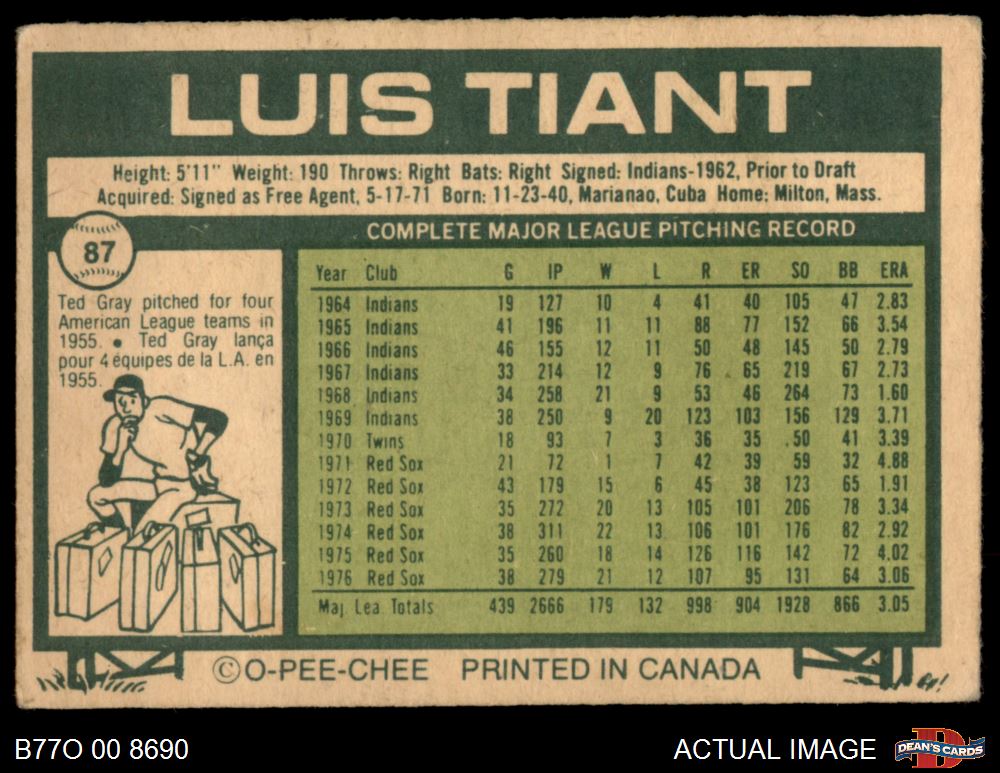 LUIS TIANT
Height: 5'11" Weight: 190 Throws: Right Bats: Right Signed: Indians-1962, Prior to Draft
Acquired: Signed as Free Agent, 5-17-71 Born: 11-23-40, Marianao, Cuba Home: Milton, Mass.
87
Ted Gray pitched for four
American League teams in
1955. • Ted Gray lança
pour 4 équipes de la L.A. en
1955.
COMPLETE MAJOR LEAGUE PITCHING RECORD
Year Club G IP W L R ER SO BB ERA
1964 Indians 19 127 10 4 41 40 105 47 2.83
1965 Indians 41 196 11 11 88 77 152 66 3.54
1966 Indians 46 155 12 11 50 48 145 50 2.79
1967 Indians 33 214 12 9 76 65 219 67 2.73
1968 Indians 34 258 21 9 53 46 264 73 1.60
1969 Indians 38 250 9 20 123 103 156 129 3.71
1970 Twins 18 93 7 3 36 35 50 41 3.39
1971 Red Sox 21 72 1 7 42 39 59 32 4.88
1972 Red Sox 43 179 15 6 45 38 123 65 1.91
1973 Red Sox 35 272 20 13 105 101 206 78 3.34
1974 Red Sox 38 311 22 13 106 101 176 82 2.92
1975 Red Sox 35 260 18 14 126 116 142 72 4.02
1976 Red Sox 38 279 21 12 107 95 131 64 3.06
Maj. Lea. Totals 439 2666 179 132 998 904 1928 866 3.05
©O-PEE-CHEE PRINTED IN CANADA
B77O 00 8690
ACTUAL IMAGE
D
DEAN'S CARDS